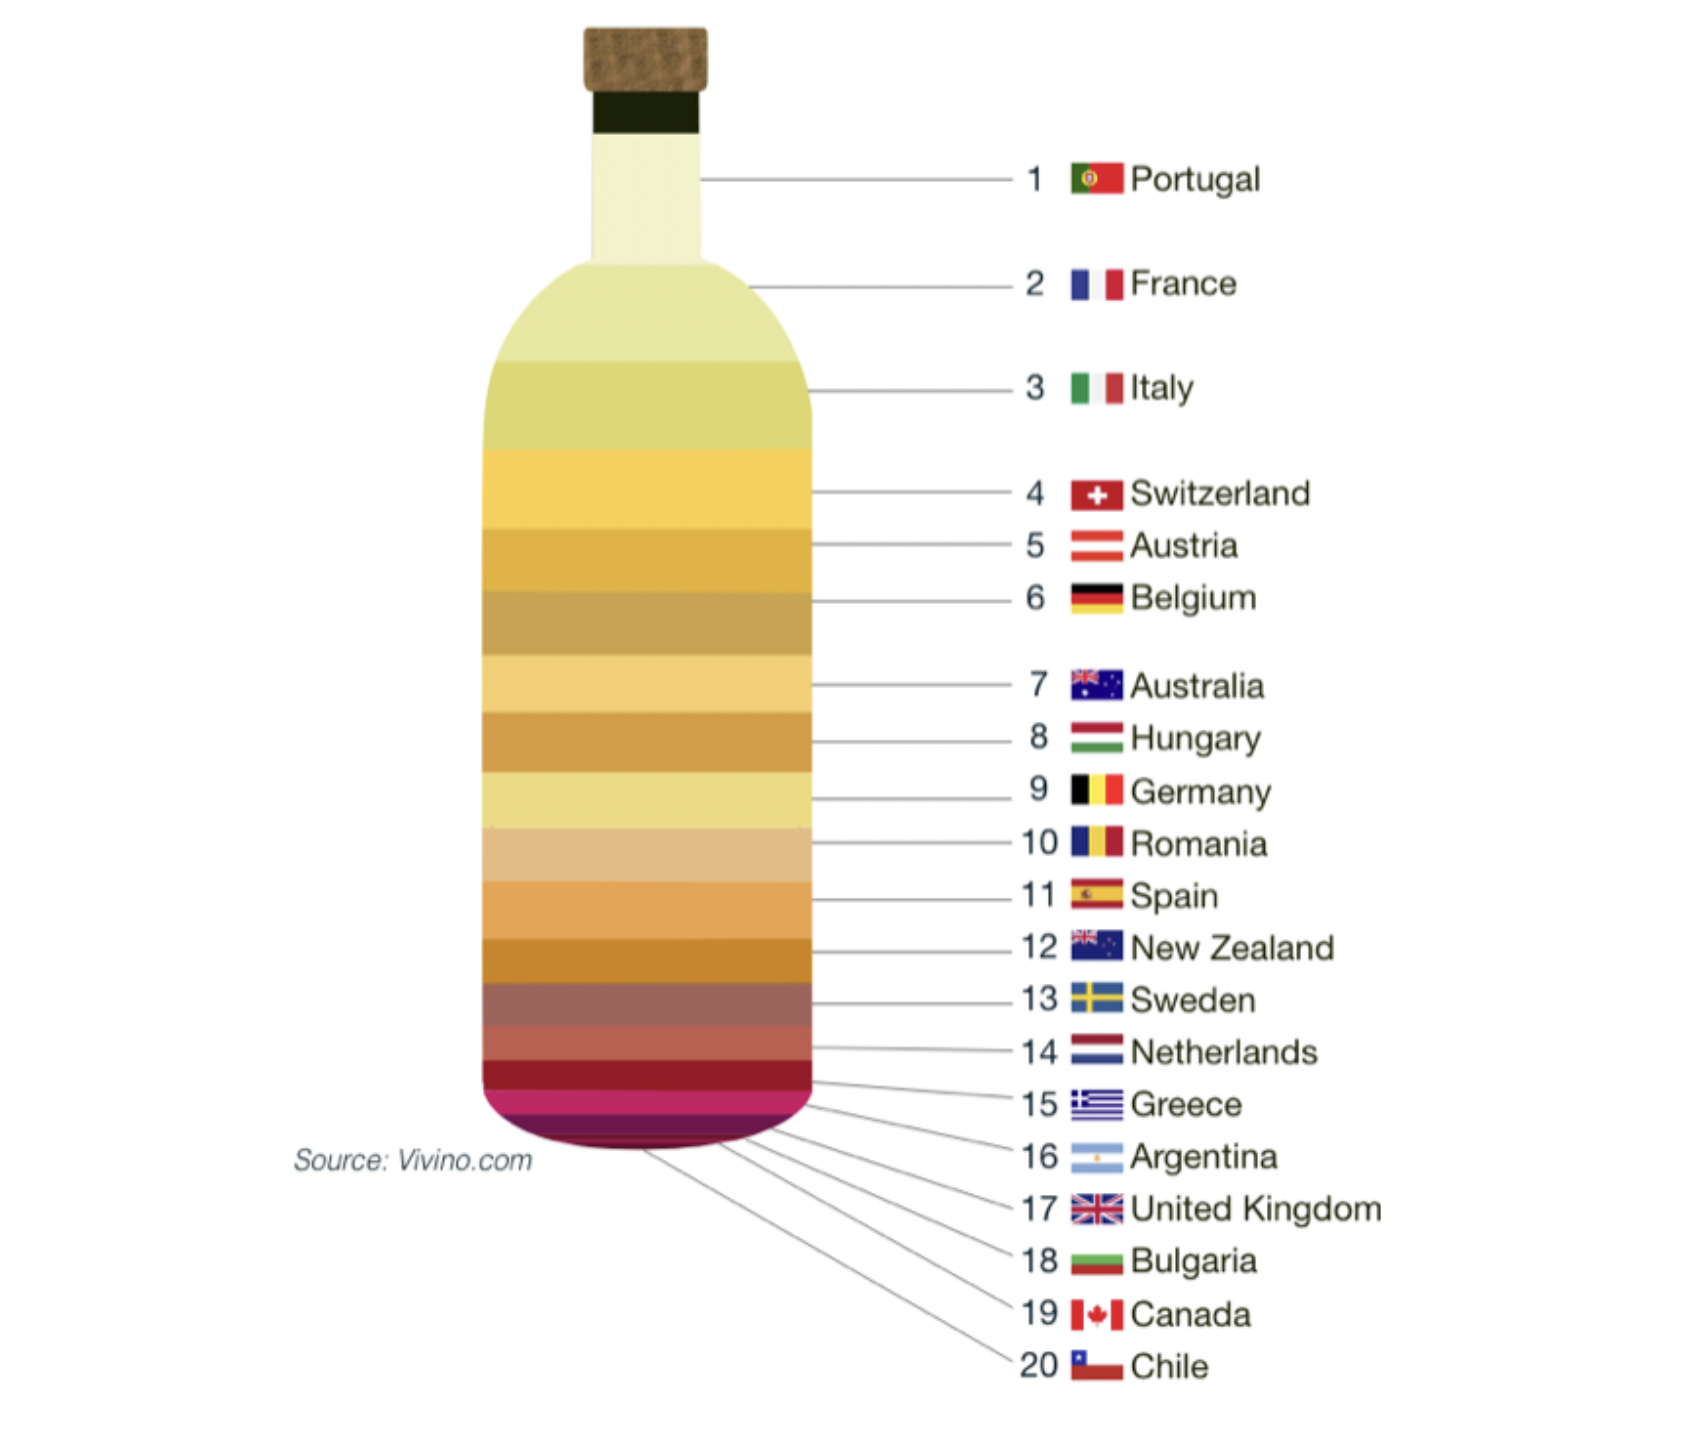 1 Portugal
2 France
3 Italy
4 Switzerland
5 Austria
6 Belgium
7 Australia
8 Hungary
9 Germany
10 Romania
11 Spain
12 New Zealand
13 Sweden
14 Netherlands
15 Greece
16 Argentina
17 United Kingdom
18 Bulgaria
19 Canada
20 Chile
Source: Vivino.com